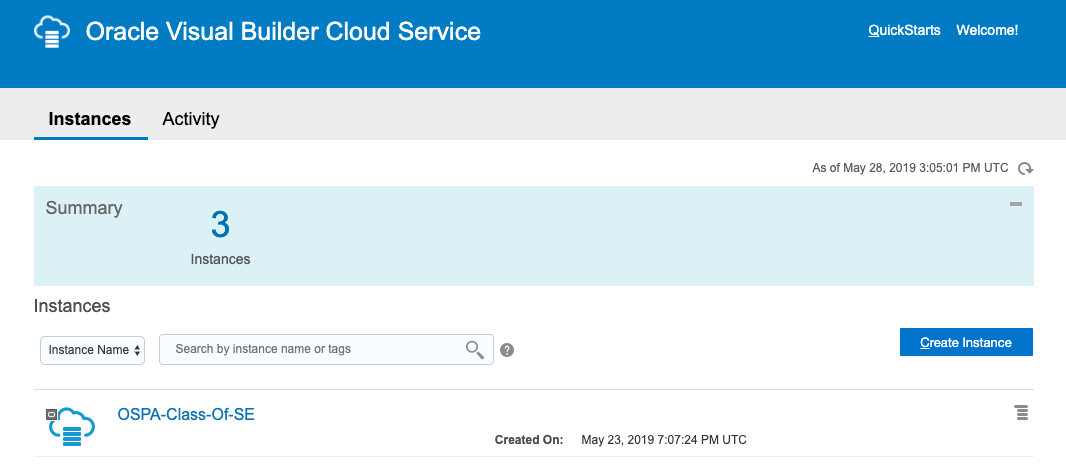 Oracle Visual Builder Cloud Service
QuickStarts Welcome!
Instances Activity
As of May 28, 2019 3:05:01 PM UTC
Summary
3
Instances
Instances
Instance Name Search by instance name or tags ?
Create Instance
OSPA-Class-Of-SE
Created On: May 23, 2019 7:07:24 PM UTC